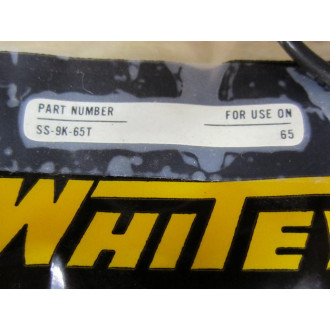 PART NUMBER FOR USE ON
SS-9K-65T 65
WHITEY